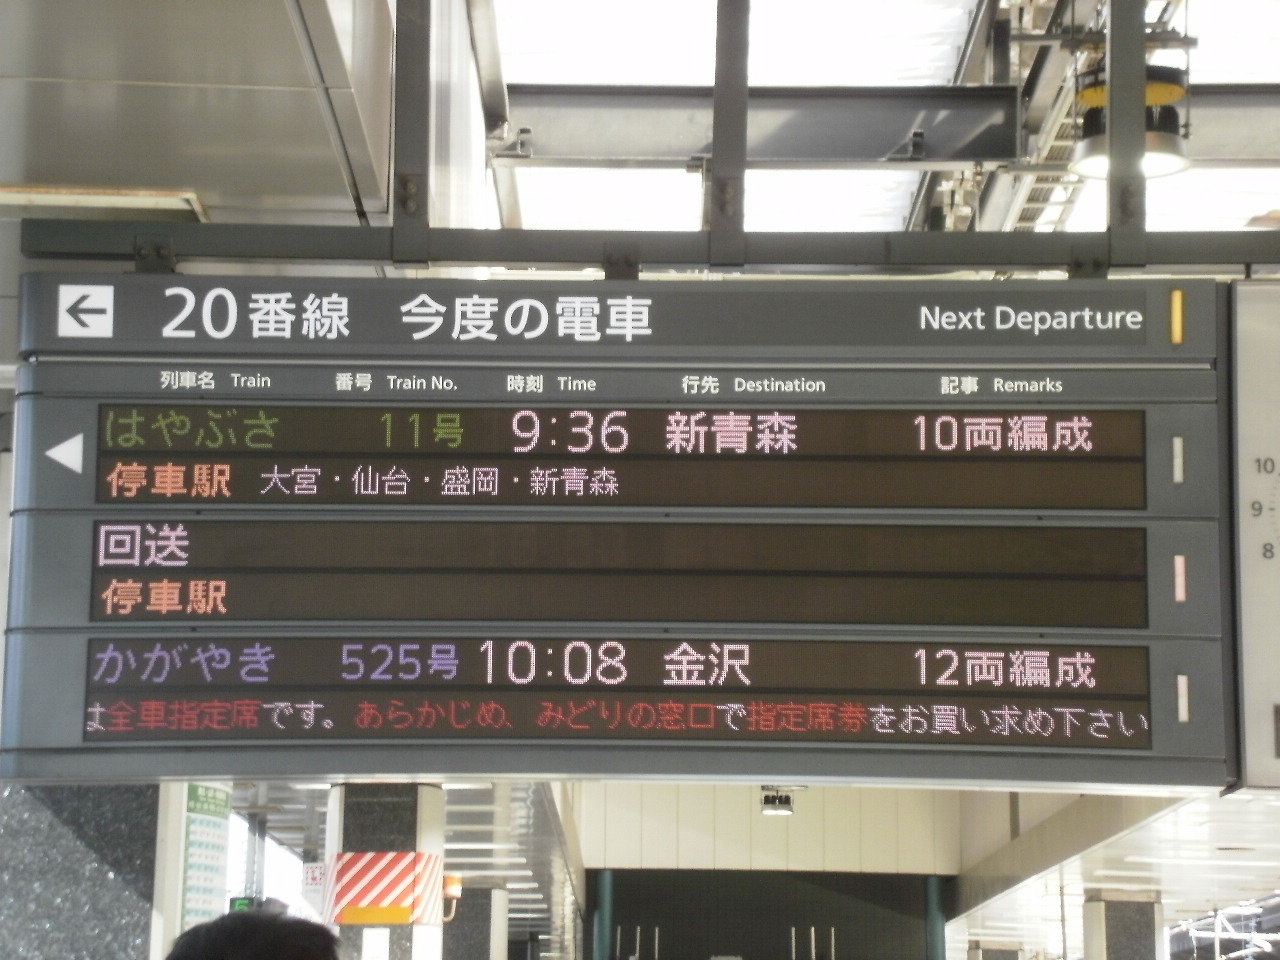 20番線 今度の電車 Next Departure
列車名 Train 番号 Train No. 時刻 Time 行先 Destination 記事 Remarks
はやぶさ 11号 9:36 新青森 10両編成
停車駅 大宮・仙台・盛岡・新青森
回送
停車駅
かがやき 525号 10:08 金沢 12両編成
は全車指定席です。あらかじめ、みどりの窓口で指定席券をお買い求め下さい
10
9
8
5